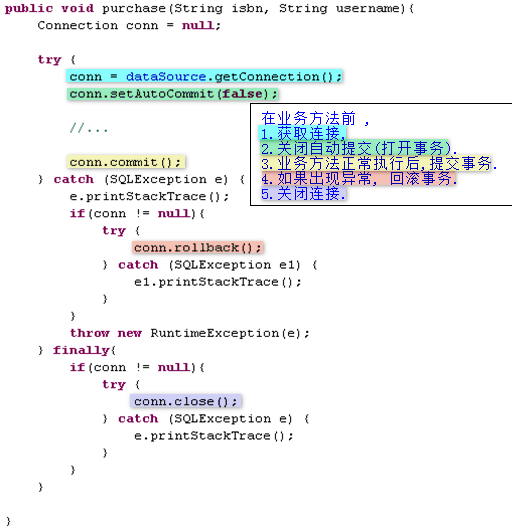 public void purchase(String isbn, String username){
Connection conn = null;
try {
conn = dataSource.getConnection();
conn.setAutoCommit(false);
//...
conn.commit();
} catch (SQLException e) {
e.printStackTrace();
if(conn != null){
try {
conn.rollback();
} catch (SQLException e1) {
e1.printStackTrace();
}
}
throw new RuntimeException(e);
} finally{
if(conn != null){
try {
conn.close();
} catch (SQLException e) {
e.printStackTrace();
}
}
}
}
在业务方法前，
1.获取连接.
2.关闭自动提交(打开事务).
3.业务方法正常执行后,提交事务.
4.如果出现异常, 回滚事务.
5.关闭连接.